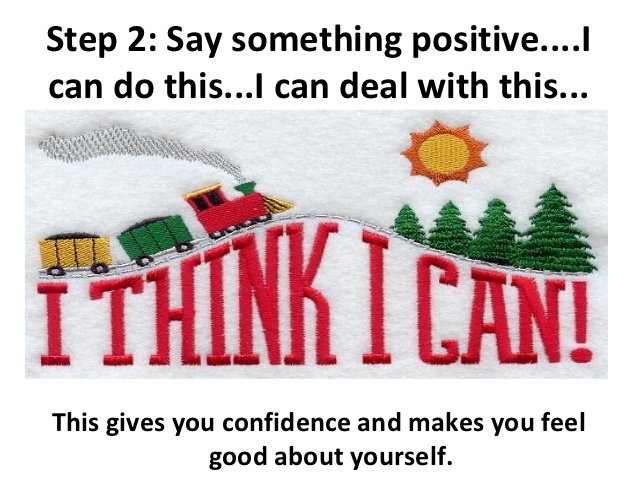 Step 2: Say something positive....I
can do this...I can deal with this...
I THINK I CAN!
This gives you confidence and makes you feel
good about yourself.